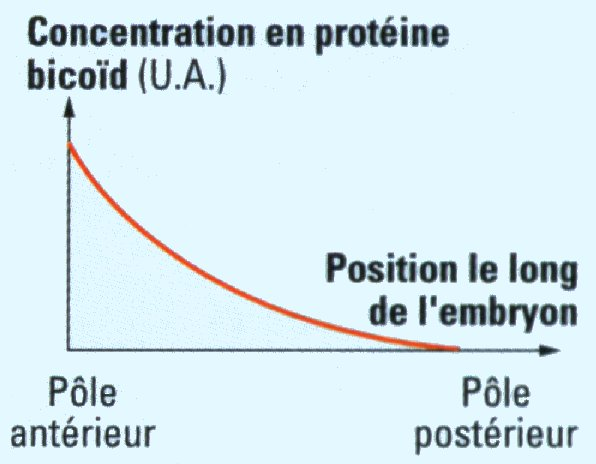 Concentration en protéine
bicoïd (U.A.)
Position le long
de l'embryon
Pôle
antérieur
Pôle
postérieur